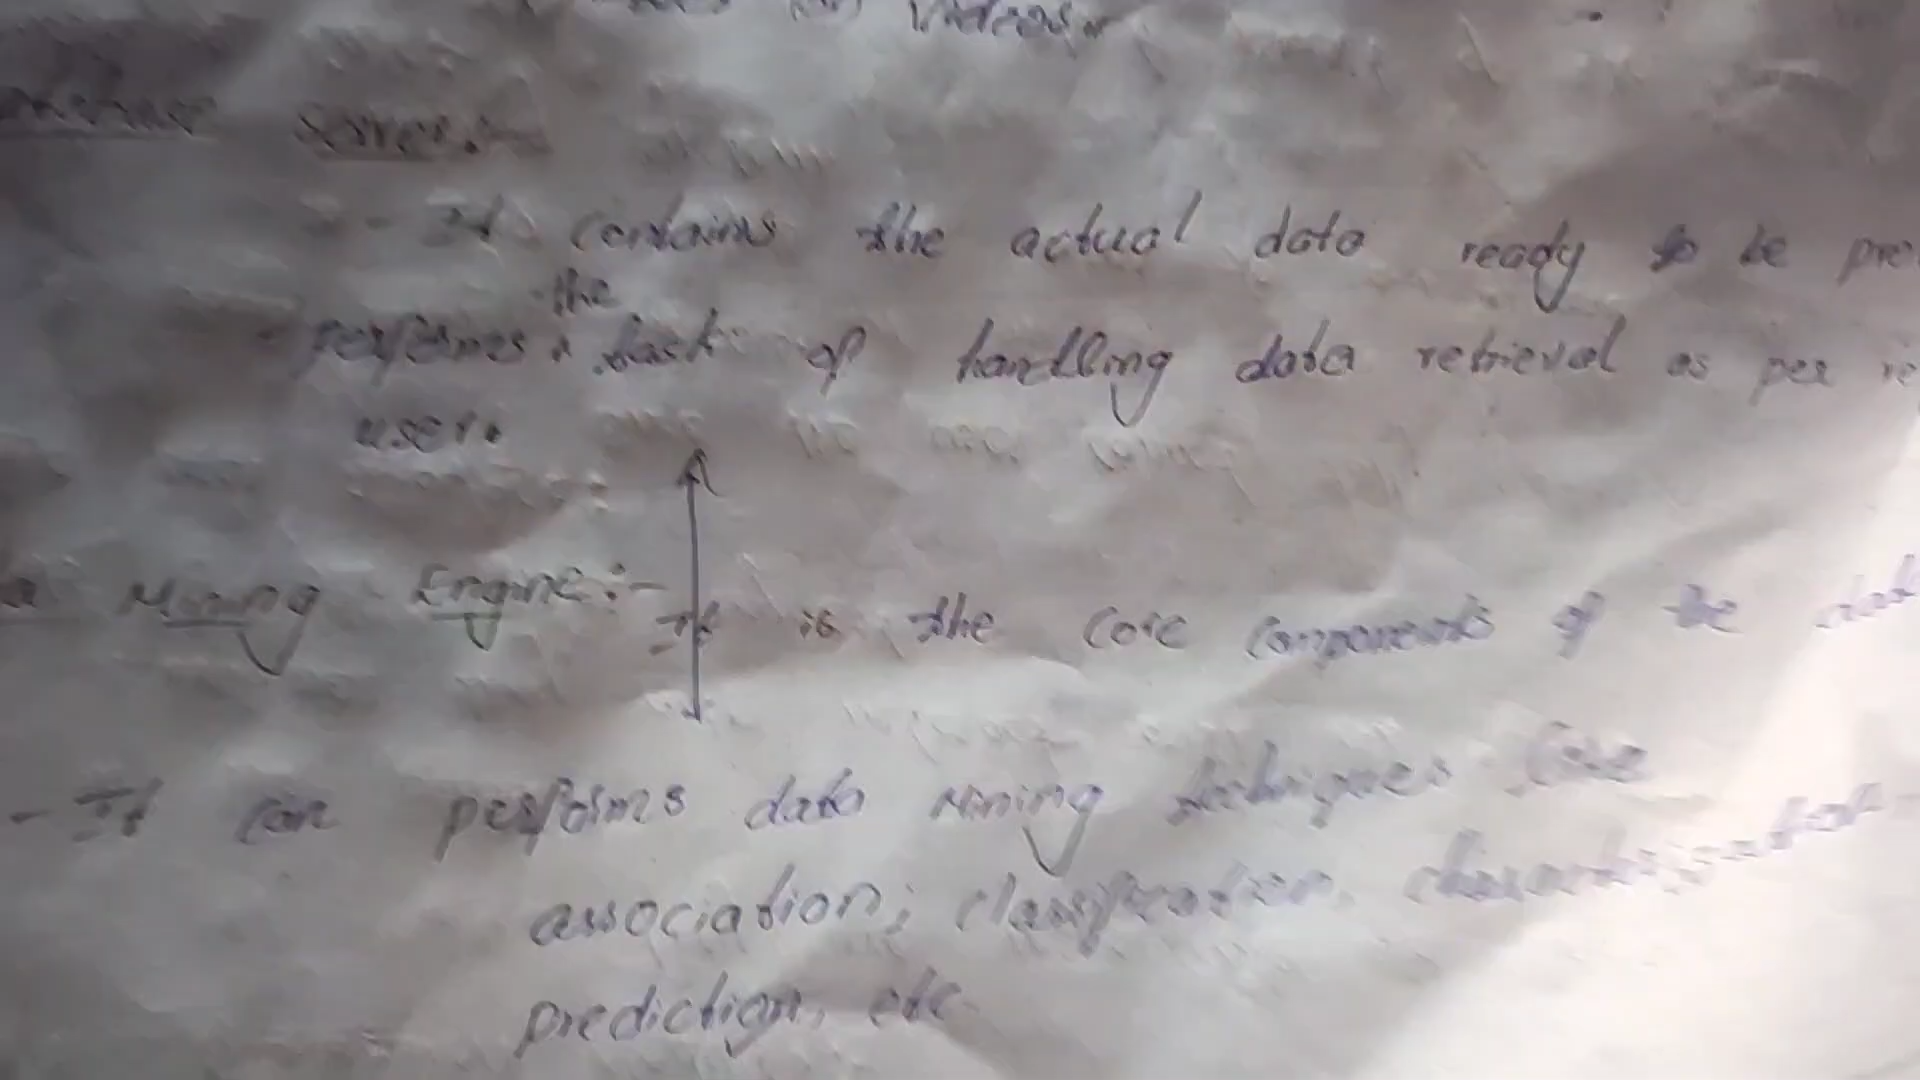 videos.
server:-
- It contains the actual data ready to be
the
- performs task of handling data retrieval as per
user.
Mining Engine:-
It is the core components of be
- It can performs data Mining techniques like
association, classification, characterization
prediction, etc.